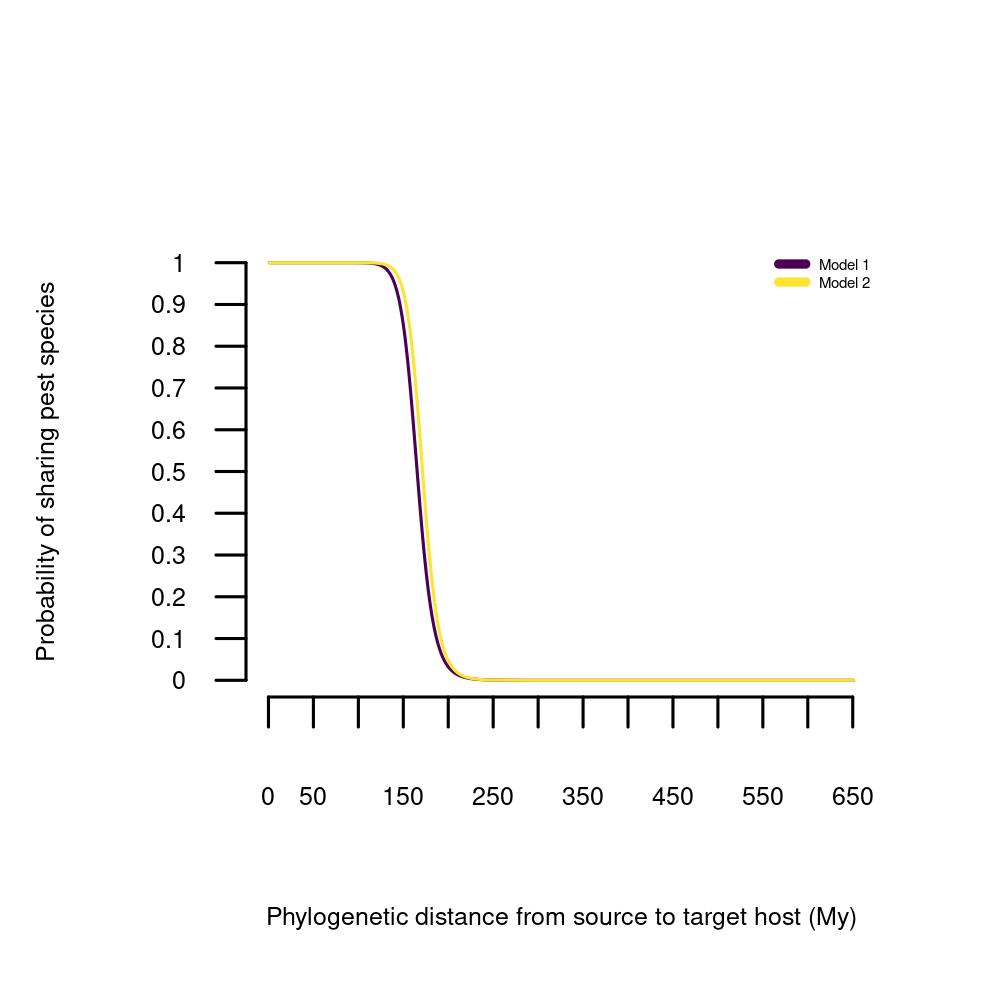 Probability of sharing pest species
1
0.9
0.8
0.7
0.6
0.5
0.4
0.3
0.2
0.1
0
Model 1
Model 2
0 50 150 250 350 450 550 650
Phylogenetic distance from source to target host (My)